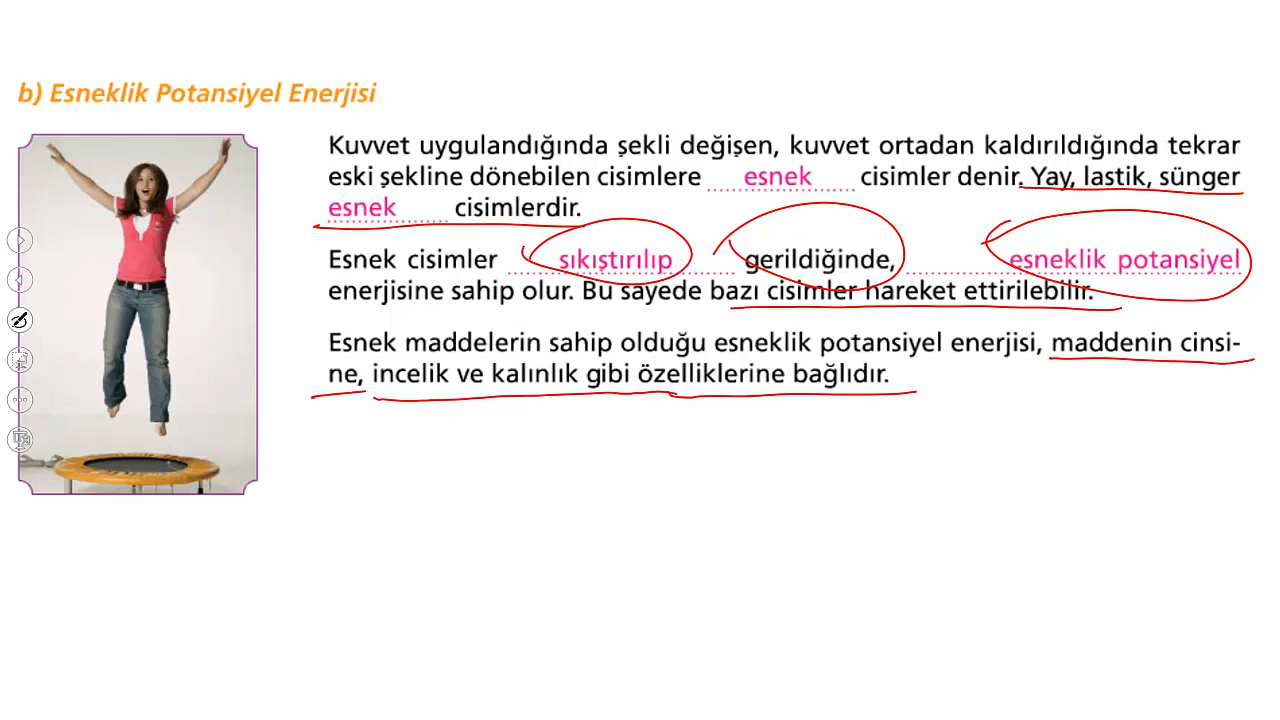 b) Esneklik Potansiyel Enerjisi
Kuvvet uygulandığında şekli değişen, kuvvet ortadan kaldırıldığında tekrar
eski şekline dönebilen cisimlere esnek cisimler denir. Yay, lastik, sünger
esnek cisimlerdir.
Esnek cisimler sıkıştırılıp gerildiğinde, esneklik potansiyel
enerjisine sahip olur. Bu sayede bazı cisimler hareket ettirilebilir.
Esnek maddelerin sahip olduğu esneklik potansiyel enerjisi, maddenin cinsi-
ne, incelik ve kalınlık gibi özelliklerine bağlıdır.